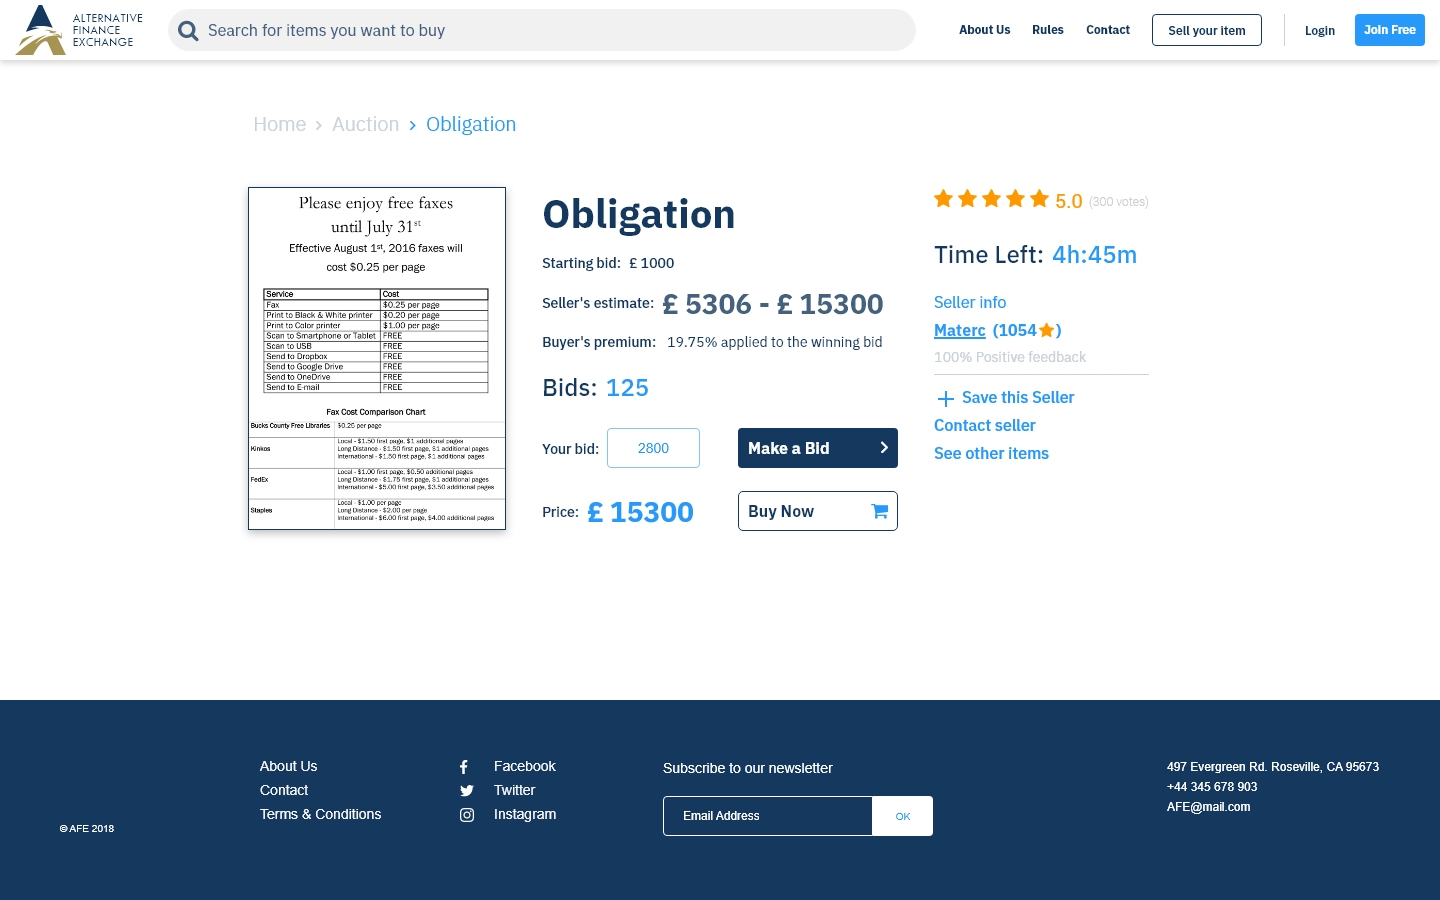 ALTERNATIVE
FINANCE
EXCHANGE
Search for items you want to buy
About Us
Rules
Contact
Sell your item
Login
Join Free
Home > Auction > Obligation
Please enjoy free faxes
until July 31st
Effective August 1st, 2016 faxes will
cost $0.25 per page
Service Cost
Fax $0.25 per page
Print to Black & White printer $0.20 per page
Print to Color printer $1.00 per page
Scan to Smartphone or Tablet FREE
Scan to USB FREE
Send to Dropbox FREE
Send to Google Drive FREE
Send to OneDrive FREE
Send to E-mail FREE
Fax Cost Comparison Chart
Bucks County Free Libraries $0.25 per page
Kinkos
Local - $1.50 first page, $1 additional pages
Long Distance - $1.50 first page, $1 additional pages
International - $1.50 first page, $1 additional pages
FedEx
Local - $1.00 first page, $0.50 additional pages
Long Distance - $1.75 first page, $1 additional pages
International - $5.00 first page, $3.50 additional pages
Staples
Local - $1.00 per page
Long Distance - $2.00 per page
International - $6.00 first page, $4.00 additional pages
Obligation
Starting bid: £ 1000
Seller's estimate: £ 5306 - £ 15300
Buyer's premium: 19.75% applied to the winning bid
Bids: 125
Your bid: 2800
Make a Bid
Price: £ 15300
Buy Now
5.0 (300 votes)
Time Left: 4h:45m
Seller info
Materc (1054★)
100% Positive feedback
Save this Seller
Contact seller
See other items
© AFE 2018
About Us
Contact
Terms & Conditions
Facebook
Twitter
Instagram
Subscribe to our newsletter
Email Address
OK
497 Evergreen Rd. Roseville, CA 95673
+44 345 678 903
AFE@mail.com